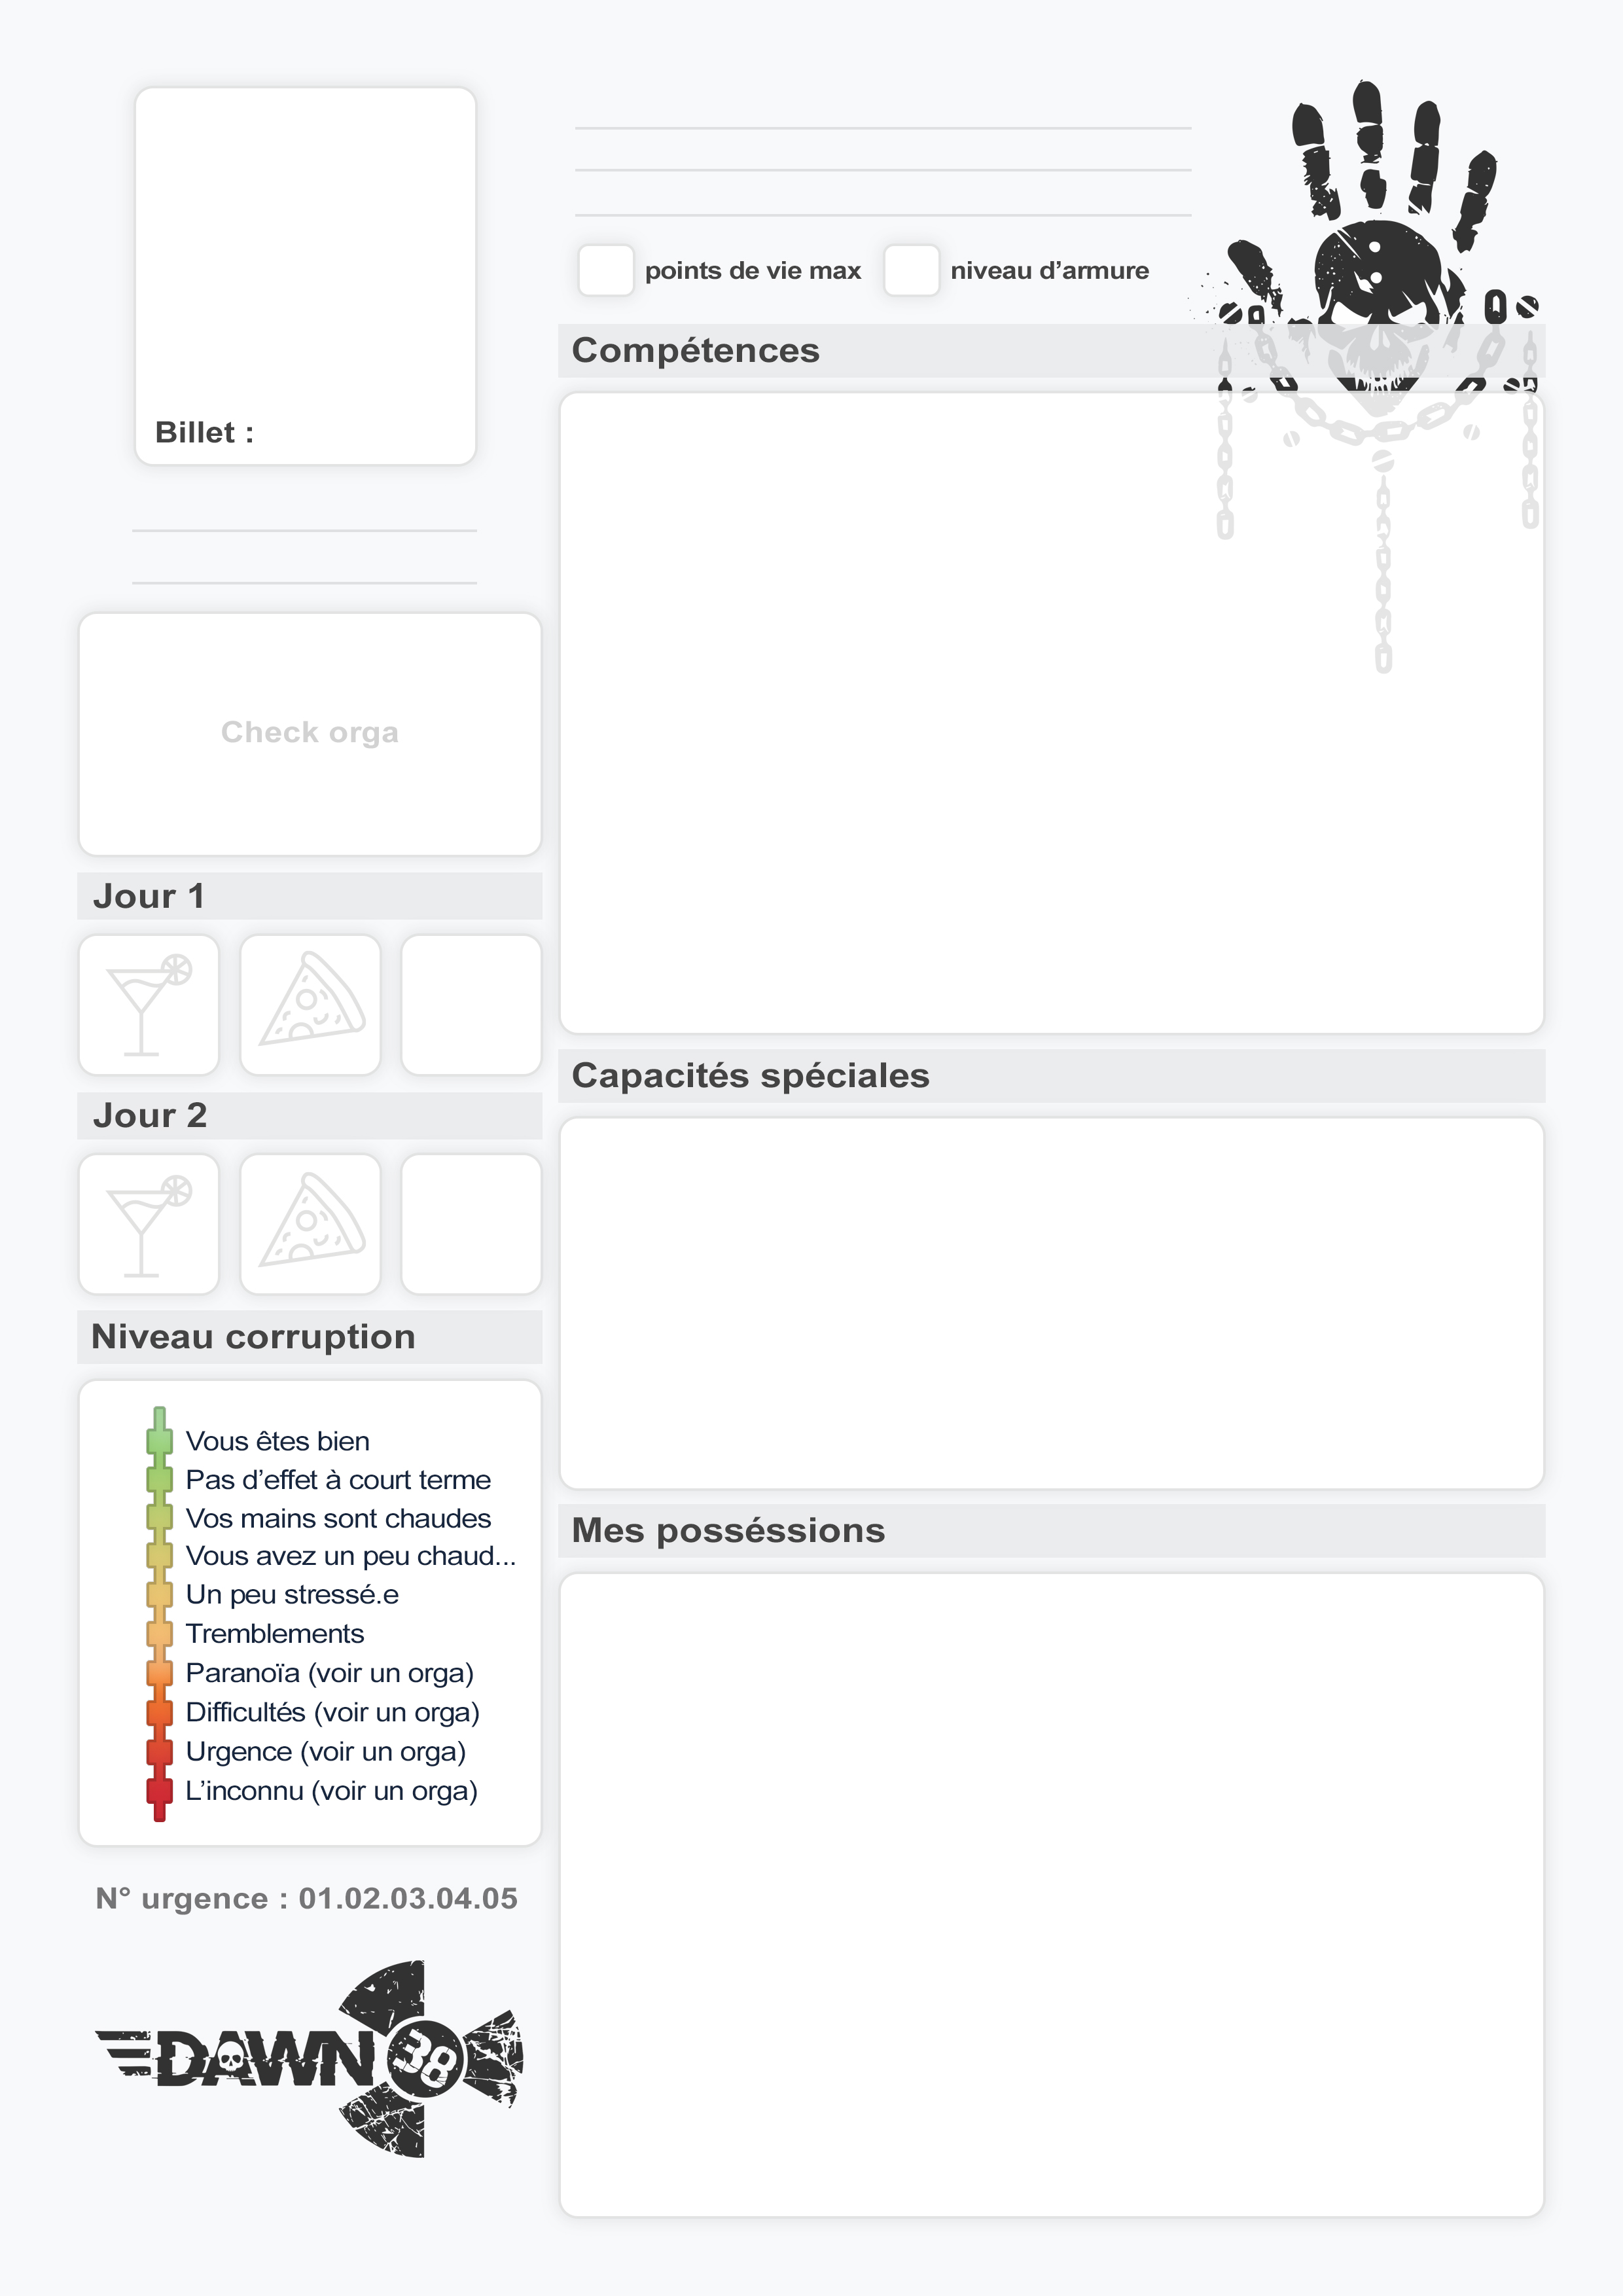 Billet :
points de vie max
niveau d’armure
Compétences
Check orga
Jour 1
Jour 2
Capacités spéciales
Niveau corruption
Vous êtes bien
Pas d’effet à court terme
Vos mains sont chaudes
Vous avez un peu chaud...
Un peu stressé.e
Tremblements
Paranoïa (voir un orga)
Difficultés (voir un orga)
Urgence (voir un orga)
L’inconnu (voir un orga)
Mes posséssions
N° urgence : 01.02.03.04.05
DAWN 38